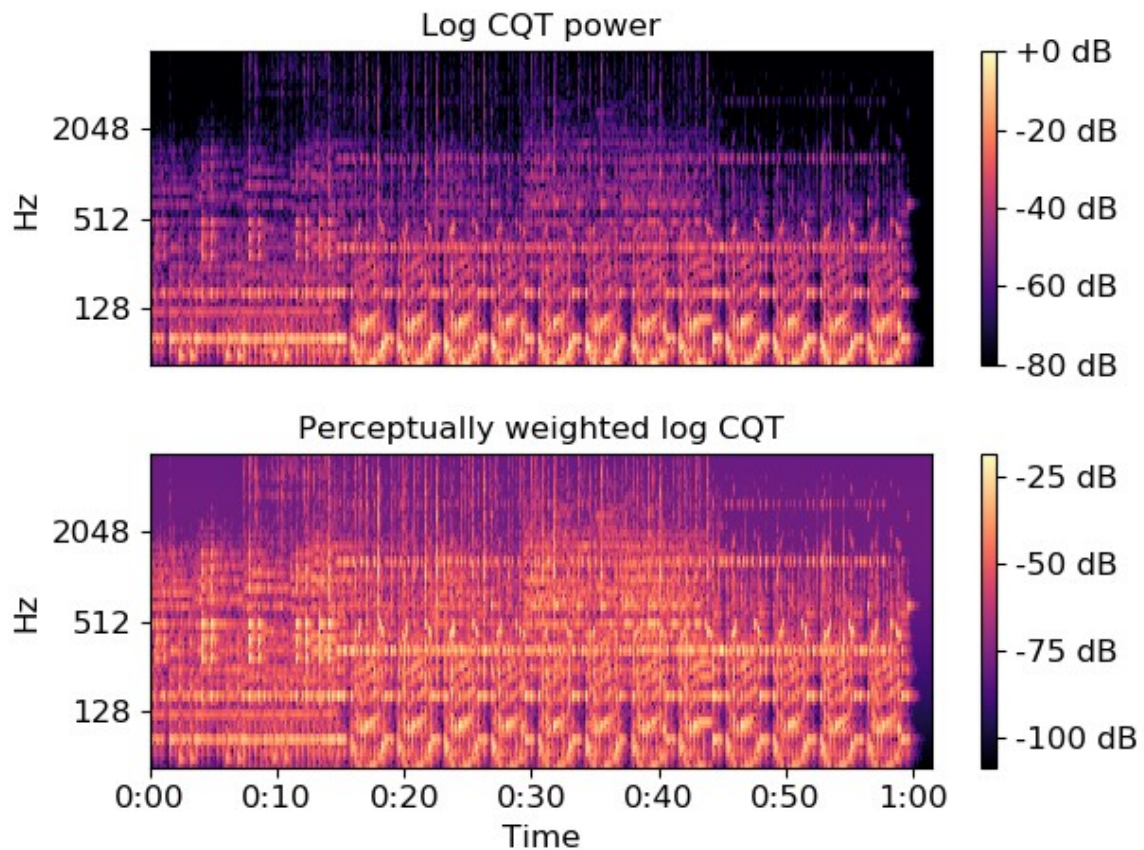 Log CQT power
+0 dB
2048
-20 dB
Hz
512
-40 dB
128
-60 dB
-80 dB
Perceptually weighted log CQT
-25 dB
2048
-50 dB
Hz
512
-75 dB
128
-100 dB
0:00 0:10 0:20 0:30 0:40 0:50 1:00
Time